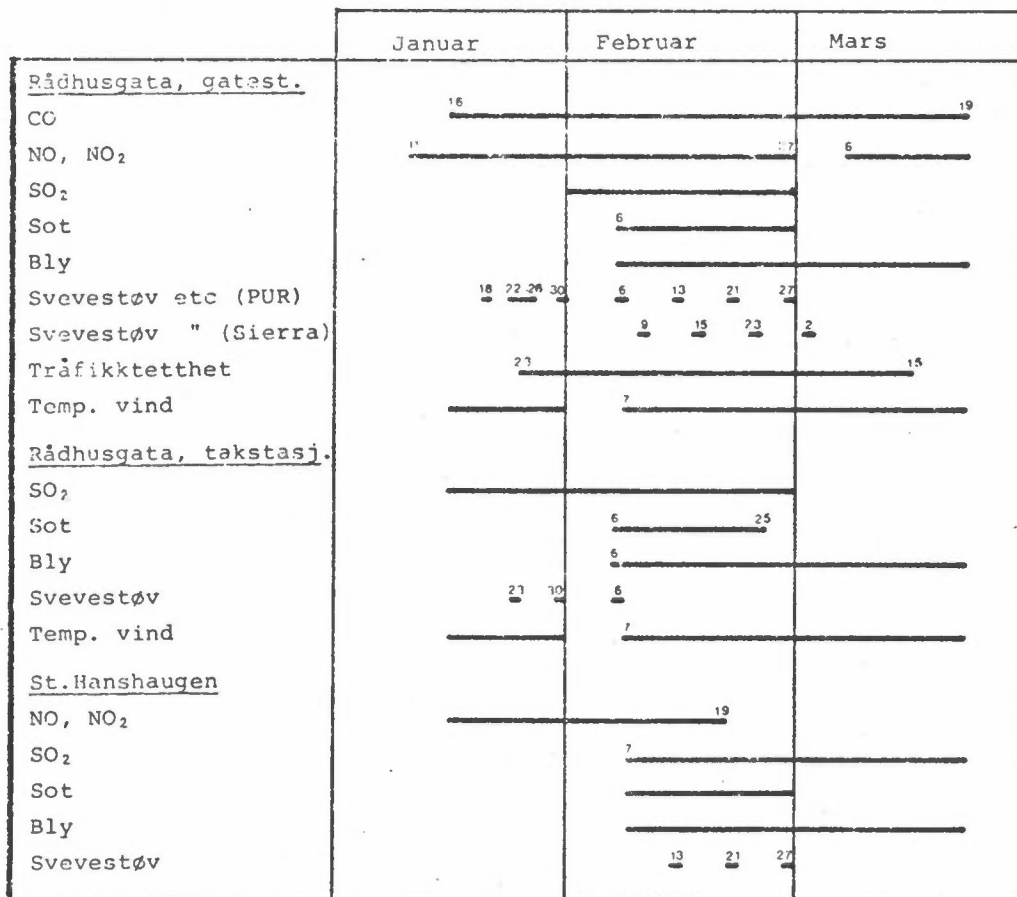 Januar Februar Mars
Rådhusgata, gatest.
CO 16 19
NO, NO₂ 27 6
SO₂
Sot 6
Bly
Svevestøv etc (PUR) 18 22 26 30 6 13 21 27
Svevestøv " (Sierra) 9 15 23 2
Trafikktetthet 23 15
Temp. vind 7
Rådhusgata, takstasj.
SO₂
Sot 6 25
Bly 6
Svevestøv 23 30 6
Temp. vind 7
St.Hanshaugen
NO, NO₂ 19
SO₂ 7
Sot
Bly
Svevestøv 13 21 27